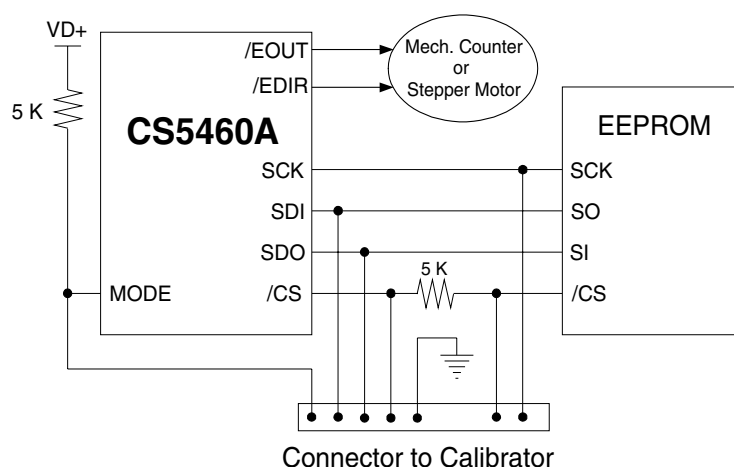 VD+
5 K
CS5460A
/EOUT
/EDIR
SCK
SDI
SDO
/CS
MODE
Mech. Counter
or
Stepper Motor
5 K
EEPROM
SCK
SO
SI
/CS
Connector to Calibrator